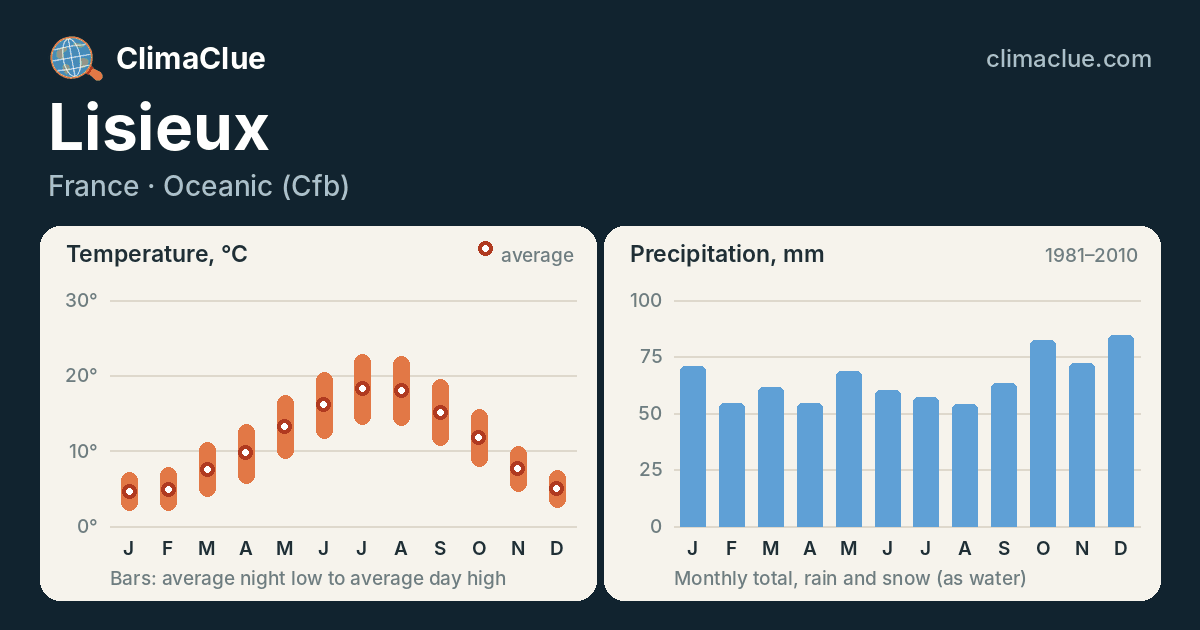 ClimaClue
climaclue.com
Lisieux
France · Oceanic (Cfb)
Temperature, °C
average
30°
20°
10°
0°
J F M A M J J A S O N D
Bars: average night low to average day high
Precipitation, mm
1981–2010
100
75
50
25
0
J F M A M J J A S O N D
Monthly total, rain and snow (as water)